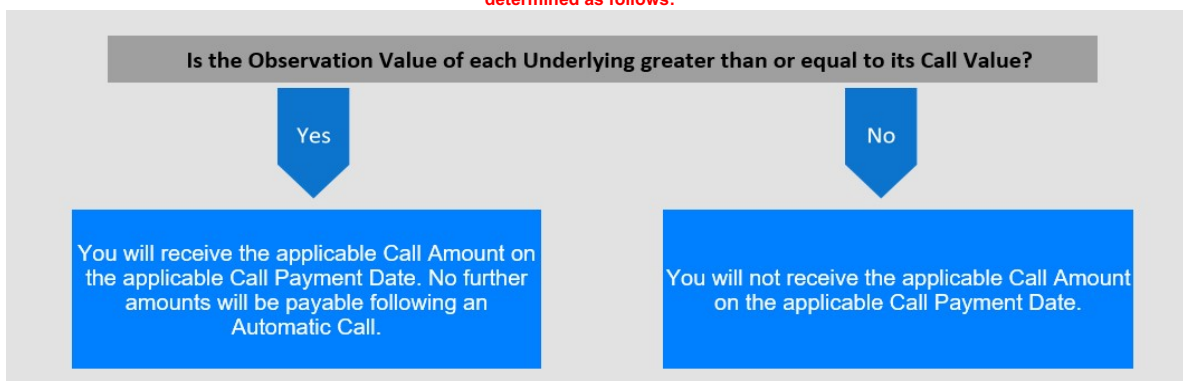 determined as follows:
Is the Observation Value of each Underlying greater than or equal to its Call Value?
Yes
No
You will receive the applicable Call Amount on
the applicable Call Payment Date. No further
amounts will be payable following an
Automatic Call.
You will not receive the applicable Call Amount
on the applicable Call Payment Date.